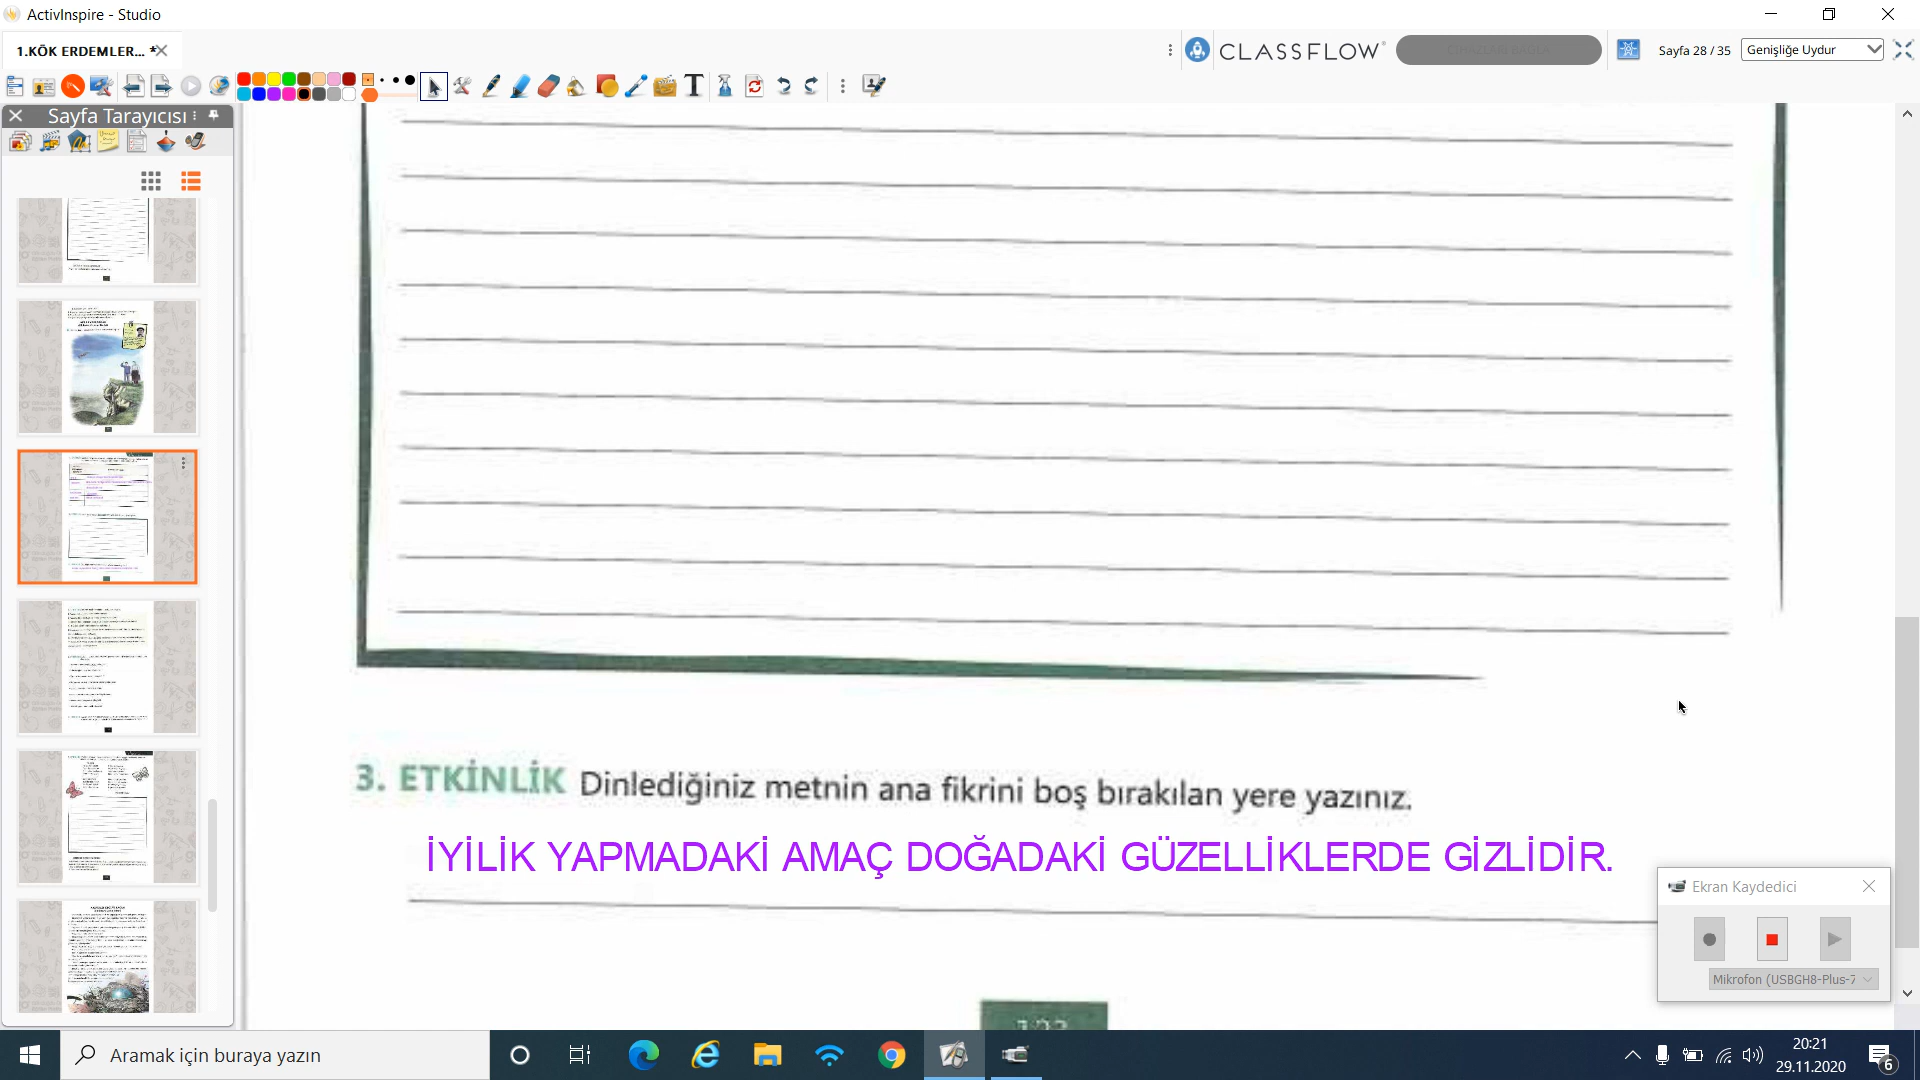 ActivInspire - Studio
1.KÖK ERDEMLER... *
CLASSFLOW
Sayfa 28 / 35
Genişliğe Uydur
Sayfa Tarayıcısı
3. ETKİNLİK Dinlediğiniz metnin ana fikrini boş bırakılan yere yazınız.
İYİLİK YAPMADAKİ AMAÇ DOĞADAKİ GÜZELLİKLERDE GİZLİDİR.
Ekran Kaydedici
Mikrofon (USBGH8-Plus-7
Aramak için buraya yazın
20:21
29.11.2020
6